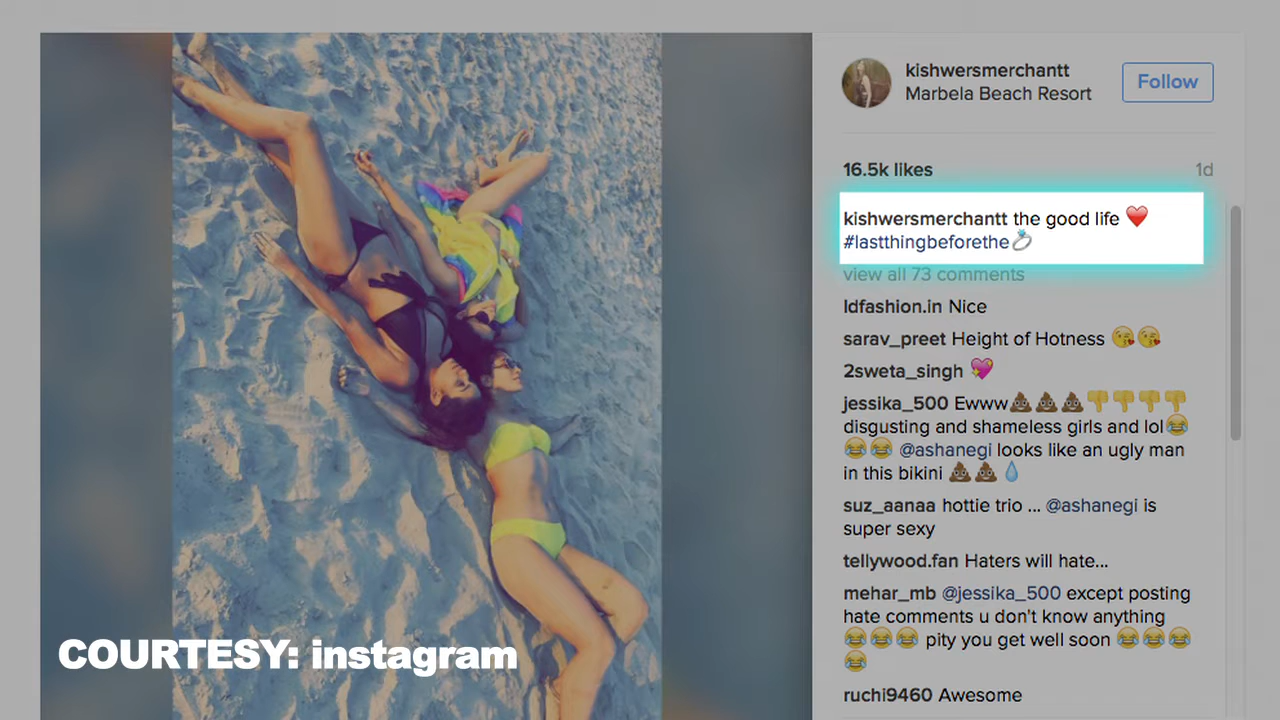 kishwersmerchantt
Marbela Beach Resort
Follow
16.5k likes
1d
kishwersmerchantt the good life ❤️
#lastthingbeforethe💍
view all 73 comments
ldfashion.in Nice
sarav_preet Height of Hotness 😘😘
2sweta_singh 💖
jessika_500 Ewww💩💩💩👎👎👎👎
disgusting and shameless girls and lol😂
😂😂 @ashanegi looks like an ugly man
in this bikini 💩💩💧
suz_aanaa hottie trio ... @ashanegi is
super sexy
tellywood.fan Haters will hate...
mehar_mb @jessika_500 except posting
hate comments u don't know anything
😂😂😂 pity you get well soon 😂😂😂
😂
ruchi9460 Awesome
COURTESY: instagram